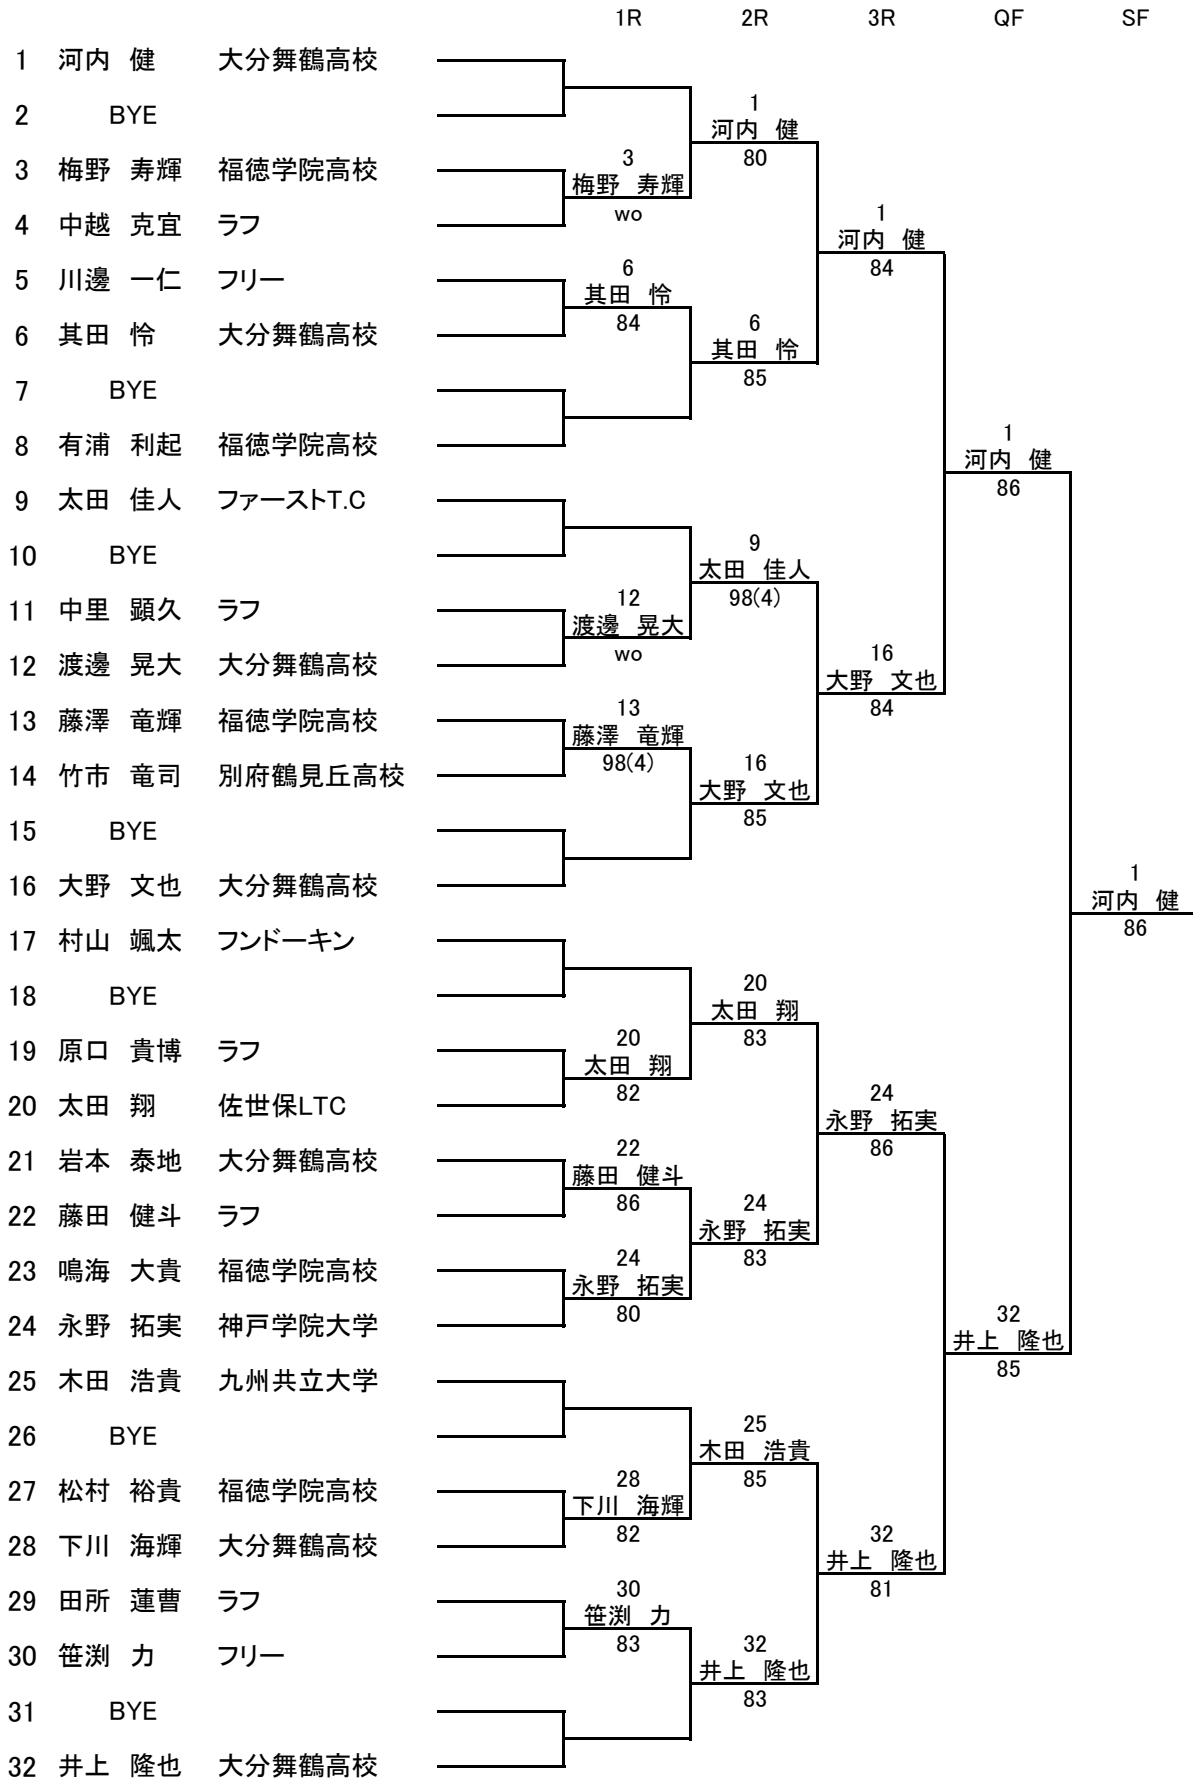 1R 2R 3R QF SF
1 河内 健 大分舞鶴高校
2 BYE
1
河内 健
80
3 梅野 寿輝 福徳学院高校
3
梅野 寿輝
wo
4 中越 克宜 ラフ
1
河内 健
84
5 川邊 一仁 フリー
6
其田 怜
84
6 其田 怜 大分舞鶴高校
6
其田 怜
85
7 BYE
8 有浦 利起 福徳学院高校
1
河内 健
86
9 太田 佳人 ファーストT.C
10 BYE
9
太田 佳人
98(4)
11 中里 顕久 ラフ
12
渡邊 晃大
wo
12 渡邊 晃大 大分舞鶴高校
16
大野 文也
84
13 藤澤 竜輝 福徳学院高校
13
藤澤 竜輝
98(4)
14 竹市 竜司 別府鶴見丘高校
16
大野 文也
85
15 BYE
16 大野 文也 大分舞鶴高校
1
河内 健
86
17 村山 颯太 フンドーキン
18 BYE
20
太田 翔
83
19 原口 貴博 ラフ
20
太田 翔
82
20 太田 翔 佐世保LTC
24
永野 拓実
86
21 岩本 泰地 大分舞鶴高校
22
藤田 健斗
86
22 藤田 健斗 ラフ
24
永野 拓実
83
23 鳴海 大貴 福徳学院高校
24
永野 拓実
80
24 永野 拓実 神戸学院大学
32
井上 隆也
85
25 木田 浩貴 九州共立大学
26 BYE
25
木田 浩貴
85
27 松村 裕貴 福徳学院高校
28
下川 海輝
82
28 下川 海輝 大分舞鶴高校
32
井上 隆也
81
29 田所 蓮曹 ラフ
30
笹渕 力
83
30 笹渕 力 フリー
32
井上 隆也
83
31 BYE
32 井上 隆也 大分舞鶴高校